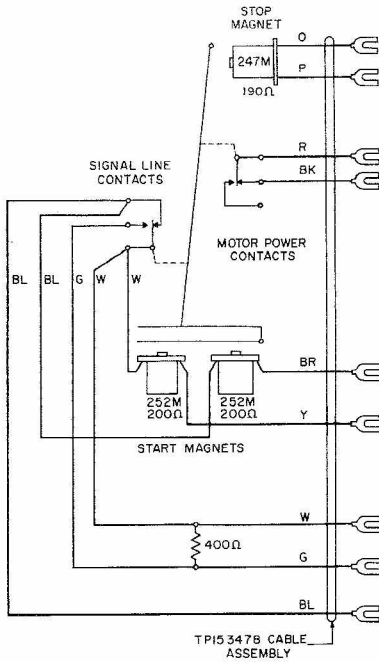 STOP
MAGNET
O
247M
P
190Ω
R
SIGNAL LINE
CONTACTS
BK
MOTOR POWER
CONTACTS
BL
BL
G
W
W
BR
252M
200Ω
252M
200Ω
Y
START MAGNETS
W
400Ω
G
BL
TP153478 CABLE
ASSEMBLY